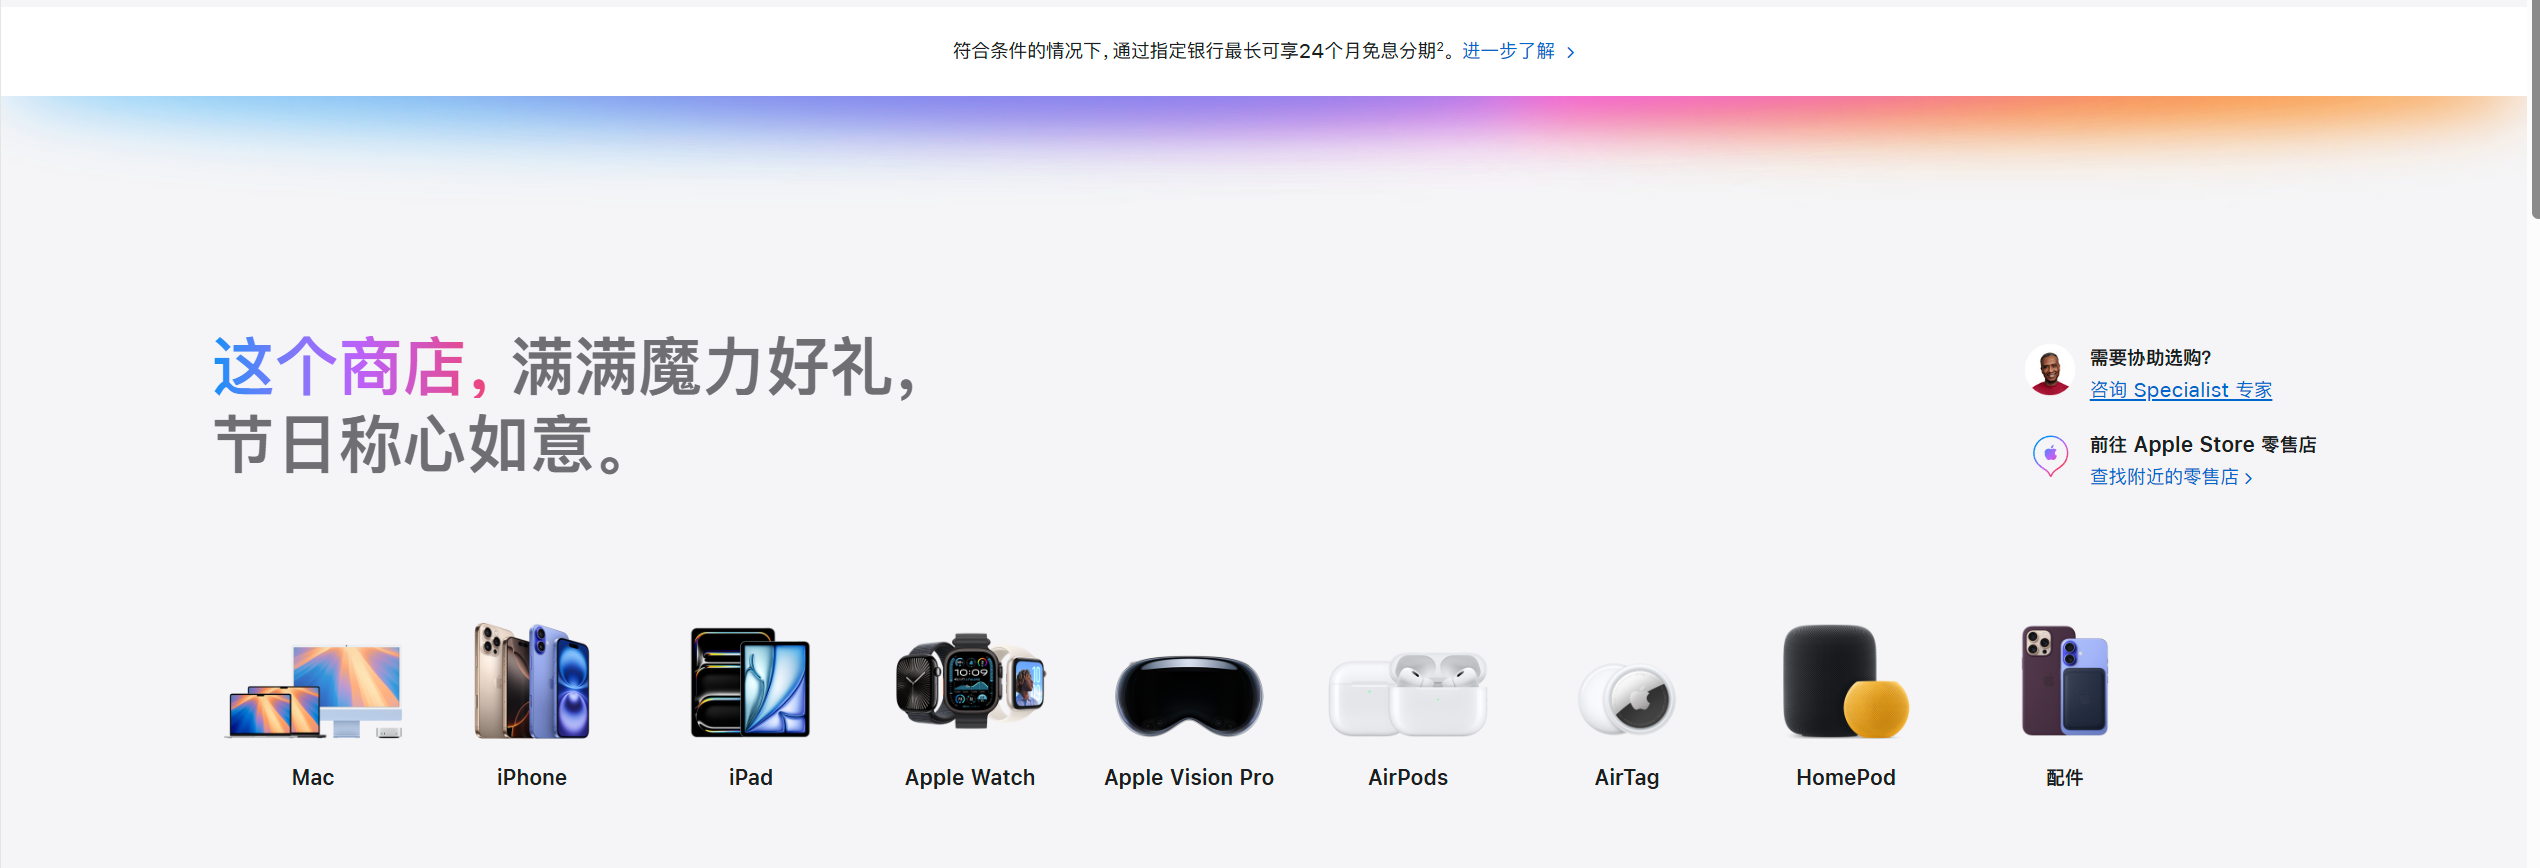 符合条件的情况下，通过指定银行最长可享24个月免息分期²。进一步了解 >
这个商店，满满魔力好礼，
节日称心如意。
需要协助选购？
咨询 Specialist 专家
前往 Apple Store 零售店
查找附近的零售店 >
Mac
iPhone
iPad
Apple Watch
Apple Vision Pro
AirPods
AirTag
HomePod
配件